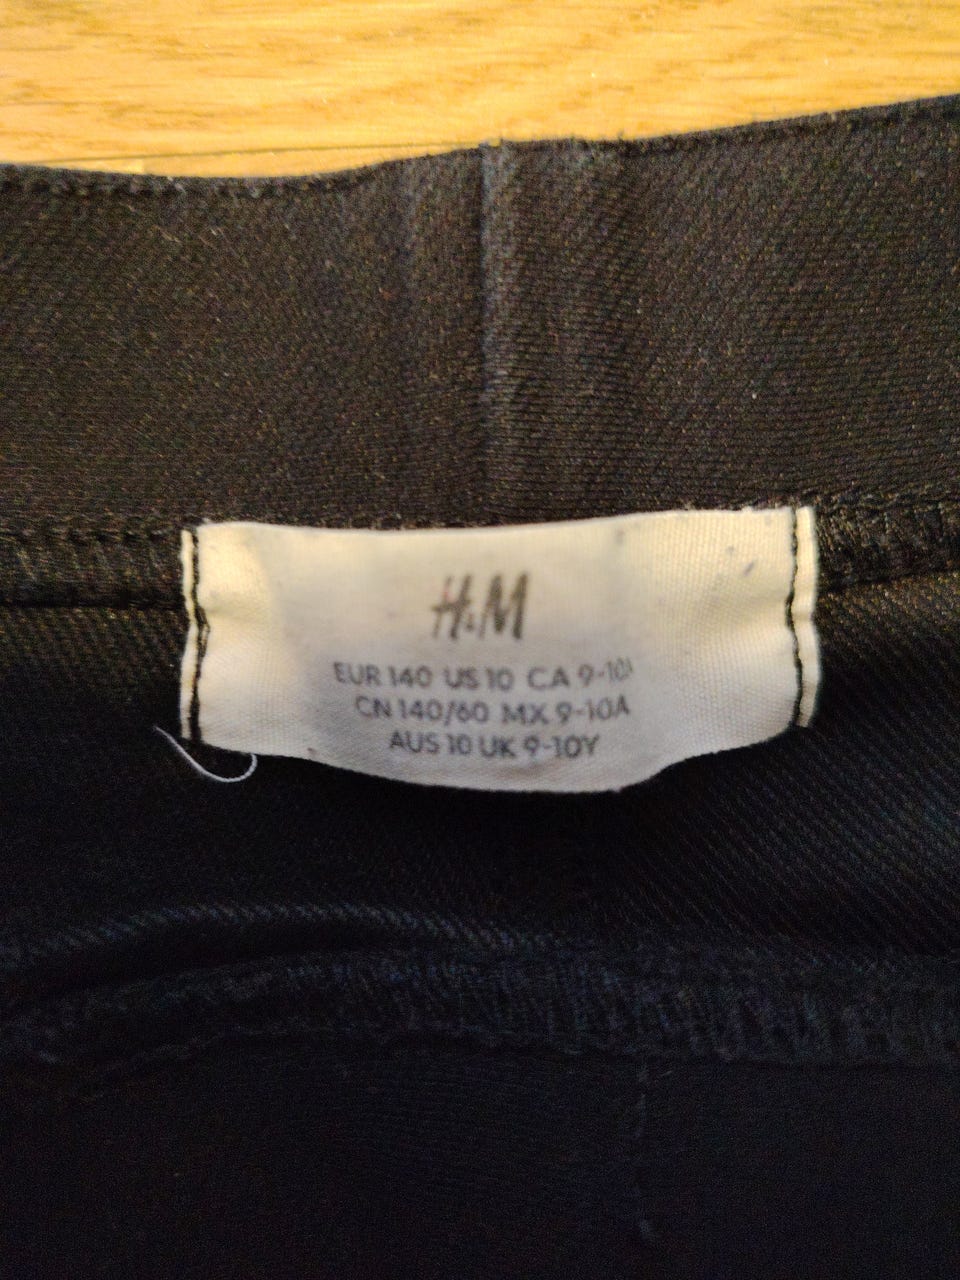 H&M
EUR 140 US 10 CA 9-10
CN 140/60 MX 9-10A
AUS 10 UK 9-10Y